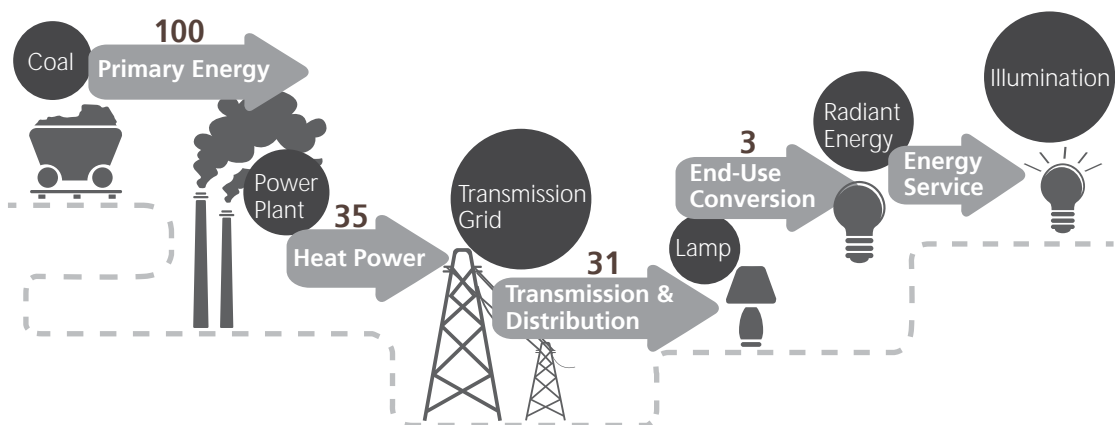 100
Coal
Primary Energy
Power
Plant
35
Heat Power
Transmission
Grid
31
Transmission &
Distribution
Lamp
3
End-Use
Conversion
Radiant
Energy
Energy
Service
Illumination